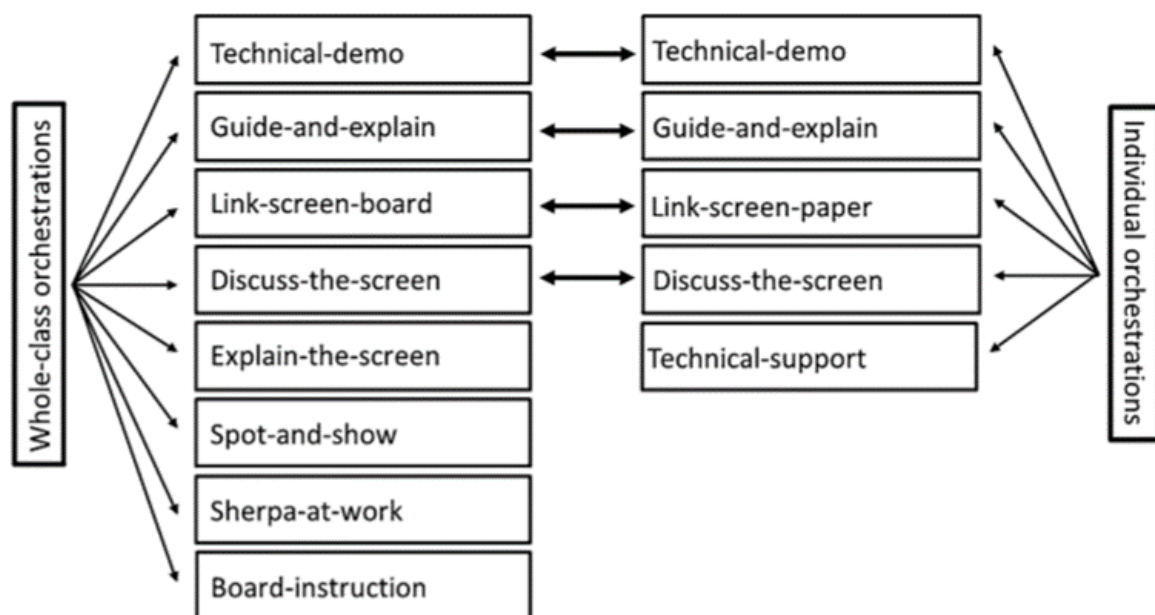 Whole-class orchestrations
Technical-demo
Guide-and-explain
Link-screen-board
Discuss-the-screen
Explain-the-screen
Spot-and-show
Sherpa-at-work
Board-instruction
Technical-demo
Guide-and-explain
Link-screen-paper
Discuss-the-screen
Technical-support
Individual orchestrations